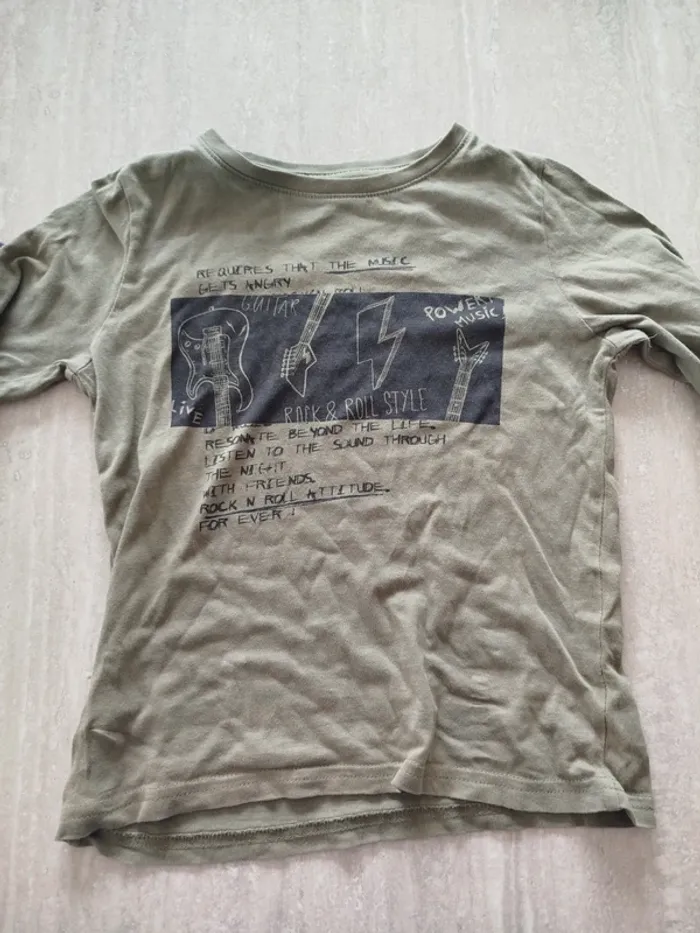 REQUIRES THAT THE MUSIC
GETS ANGRY
GUITAR
POWER
MUSIC
LIVE
ROCK & ROLL STYLE
RESONATE BEYOND THE LIFE.
LISTEN TO THE SOUND THROUGH
THE NIGHT
WITH FRIENDS.
ROCK N ROLL ATTITUDE.
FOR EVER !